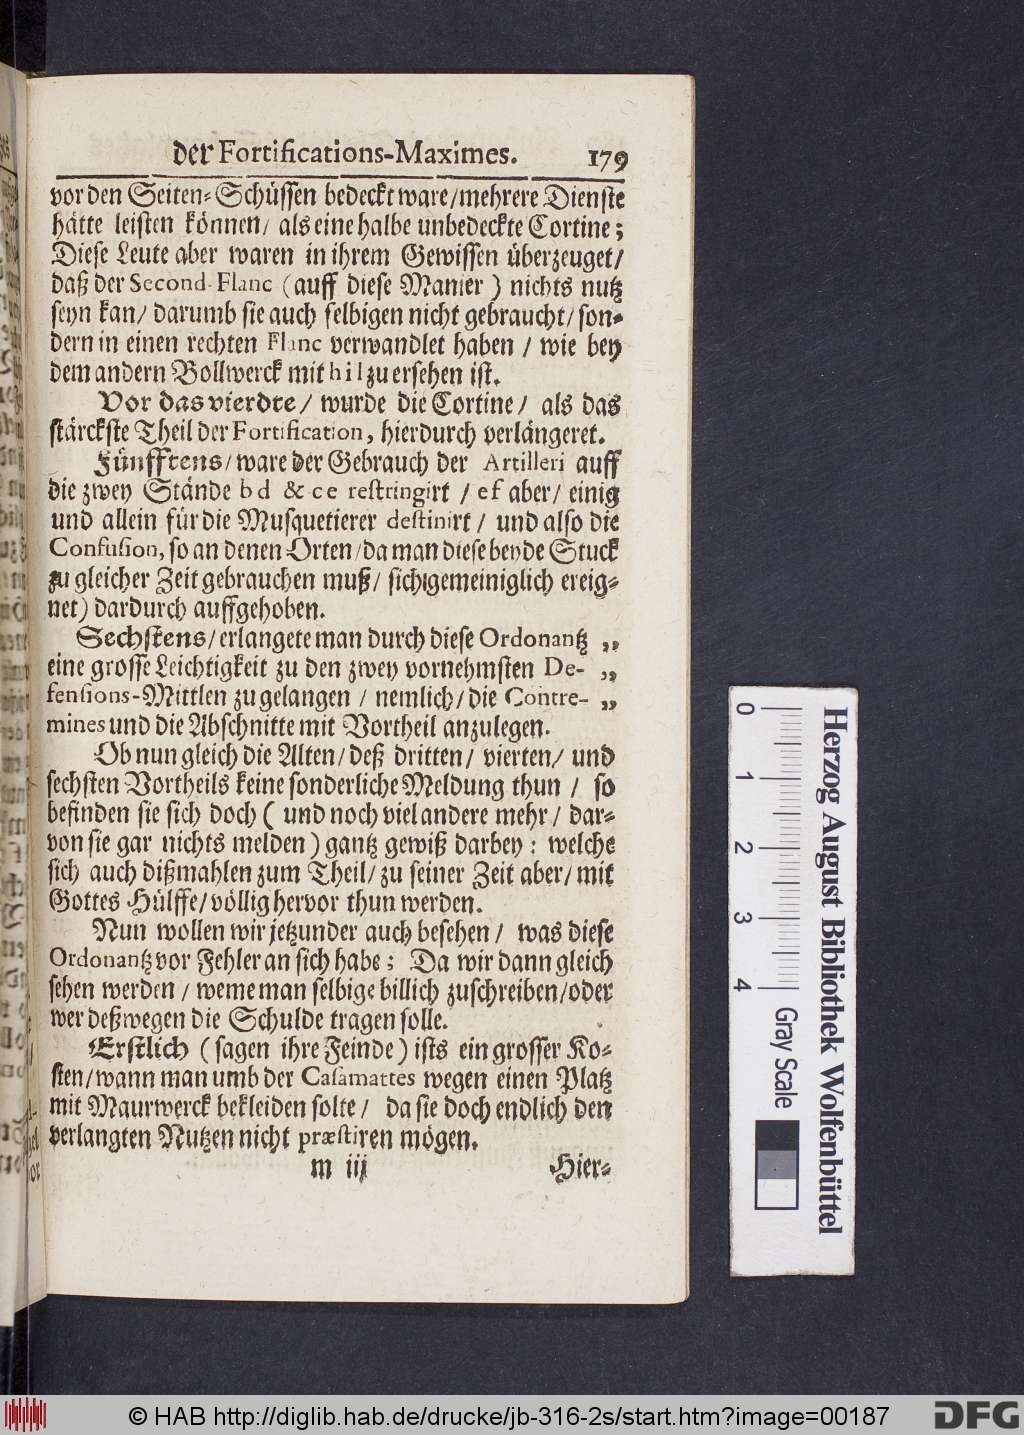 der Fortifications-Maximes. 179
vor den Seiten-Schüssen bedeckt ware/mehrere Dienste
hätte leisten können/ als eine halbe unbedeckte Cortine;
Diese Leute aber waren in ihrem Gewissen überzeuget/
daß der Second-Flanc (auff diese Manier) nichts nutz
seyn kan/ darumb sie auch selbigen nicht gebraucht/ son-
dern in einen rechten Flanc verwandlet haben / wie bey
dem andern Bollwerck mit h i l zu ersehen ist.
Vor das vierdte/ wurde die Cortine/ als das
stärckste Theil der Fortification, hierdurch verlängeret.
Fünfftens/ware der Gebrauch der Artilleri auff
die zwey Stände b d & c e restringirt / e f aber/ einig
und allein für die Musquetierer destinirt/ und also die
Confusion, so an denen Orten/da man diese beyde Stuck
zu gleicher Zeit gebrauchen muß/ sich gemeiniglich ereig-
net) dardurch auffgehoben.
Sechstens/erlangete man durch diese Ordonantz „
eine grosse Leichtigkeit zu den zwey vornehmsten De- „
fensions-Mittlen zu gelangen / nemlich/die Contre- „
mines und die Abschnitte mit Vortheil anzulegen.
Ob nun gleich die Alten/deß dritten/ vierten/ und
sechsten Vortheils keine sonderliche Meldung thun / so
befinden sie sich doch ( und noch viel andere mehr/ dar-
von sie gar nichts melden) gantz gewiß darbey: welche
sich auch dißmahlen zum Theil/ zu seiner Zeit aber/ mit
Gottes Hülffe/völlig hervor thun werden.
Nun wollen wir jetzunder auch besehen/ was diese
Ordonantz vor Fehler an sich habe; Da wir dann gleich
sehen werden/ weme man selbige billich zuschreiben/oder
wer deßwegen die Schulde tragen solle.
Erstlich (sagen ihre Feinde) ists ein grosser Ko-
sten/wann man umb der Casamattes wegen einen Platz
mit Maurwerck bekleiden solte/ da sie doch endlich den
verlangten Nutzen nicht præstiren mögen.
m iij Hier-
0 1 2 3 4
Gray Scale
Herzog August Bibliothek Wolfenbüttel
© HAB http://diglib.hab.de/drucke/jb-316-2s/start.htm?image=00187
DFG